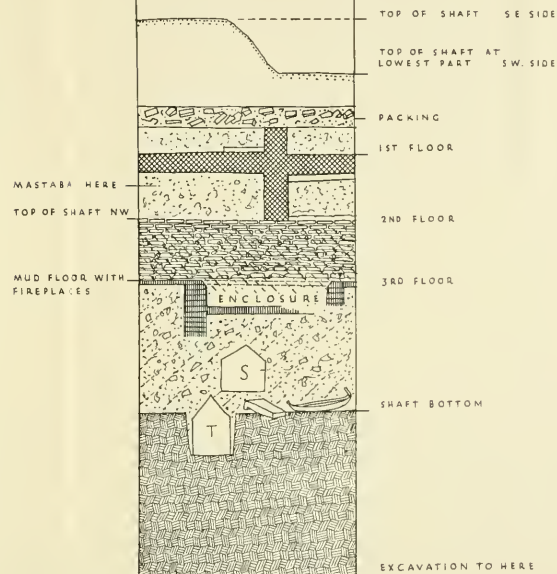 TOP OF SHAFT SE SIDE
TOP OF SHAFT AT
LOWEST PART SW. SIDE
PACKING
1ST FLOOR
MASTABA HERE
TOP OF SHAFT NW
2ND FLOOR
MUD FLOOR WITH
FIREPLACES
ENCLOSURE
3RD FLOOR
S
SHAFT BOTTOM
T
EXCAVATION TO HERE